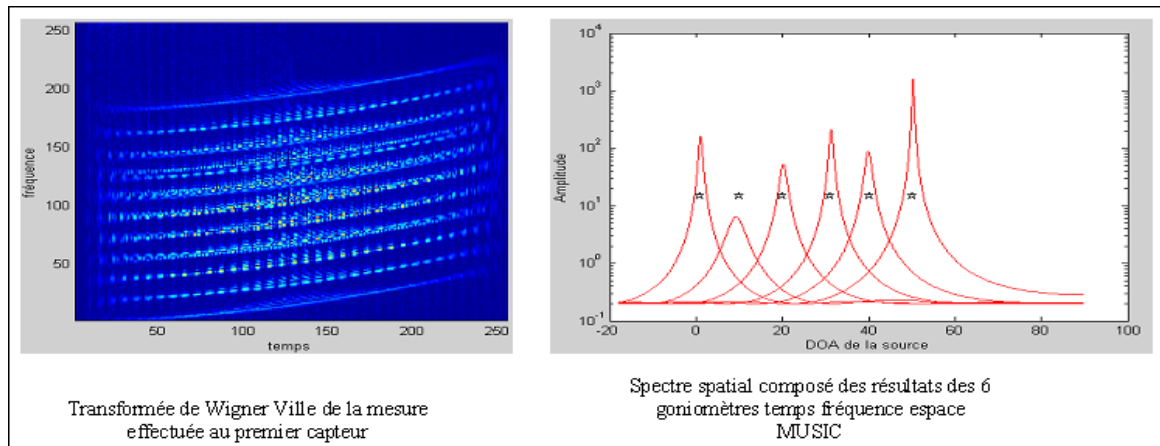 250
200
150
100
50
fréquence
50
100
150
200
250
temps
Transformée de Wigner Ville de la mesure
effectuée au premier capteur
10^4
10^3
10^2
10^1
10^0
10^-1
Amplitude
-20
0
20
40
60
80
100
DOA de la source
Spectre spatial composé des résultats des 6
goniomètres temps fréquence espace
MUSIC